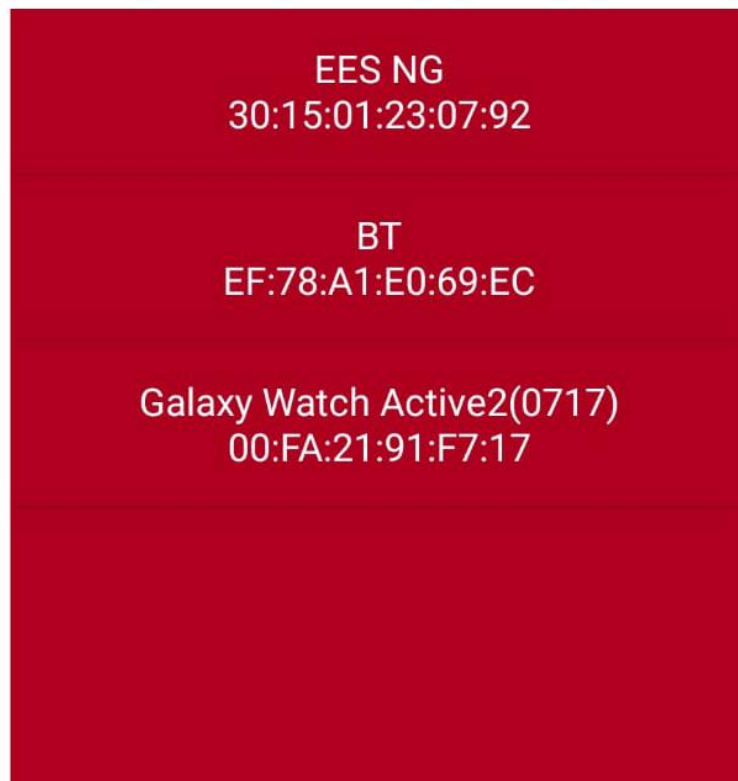 EES NG
30:15:01:23:07:92
BT
EF:78:A1:E0:69:EC
Galaxy Watch Active2(0717)
00:FA:21:91:F7:17